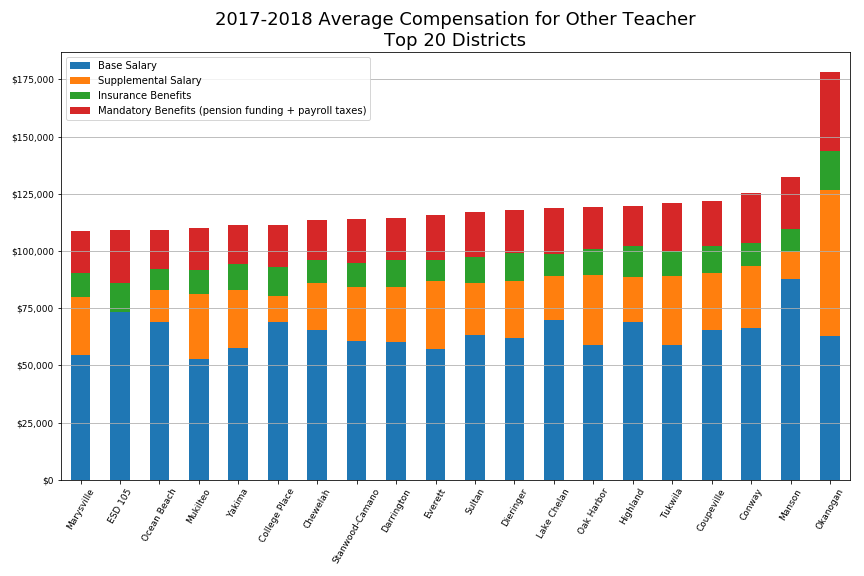 2017-2018 Average Compensation for Other Teacher
Top 20 Districts
Base Salary
Supplemental Salary
Insurance Benefits
Mandatory Benefits (pension funding + payroll taxes)
$175,000
$150,000
$125,000
$100,000
$75,000
$50,000
$25,000
$0
Marysville
ESD 105
Ocean Beach
Mukilteo
Yakima
College Place
Chewelah
Stanwood-Camano
Darrington
Everett
Sultan
Dieringer
Lake Chelan
Oak Harbor
Highland
Tukwila
Coupeville
Conway
Manson
Okanogan